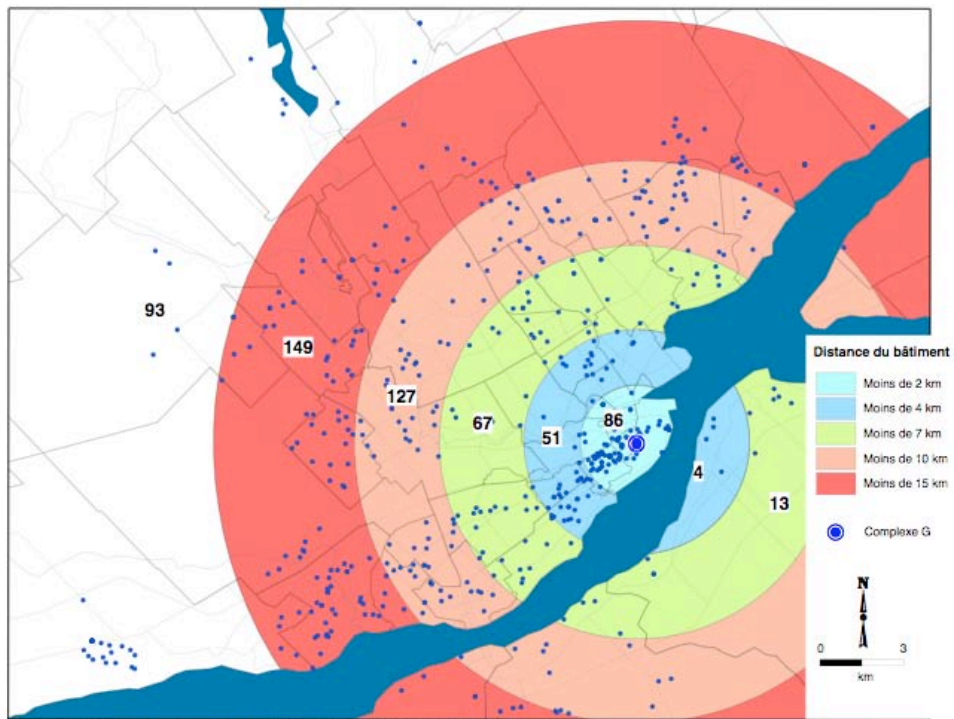 93
149
127
67
51
86
4
13
Distance du bâtiment
Moins de 2 km
Moins de 4 km
Moins de 7 km
Moins de 10 km
Moins de 15 km
Complexe G
N
0 3
km